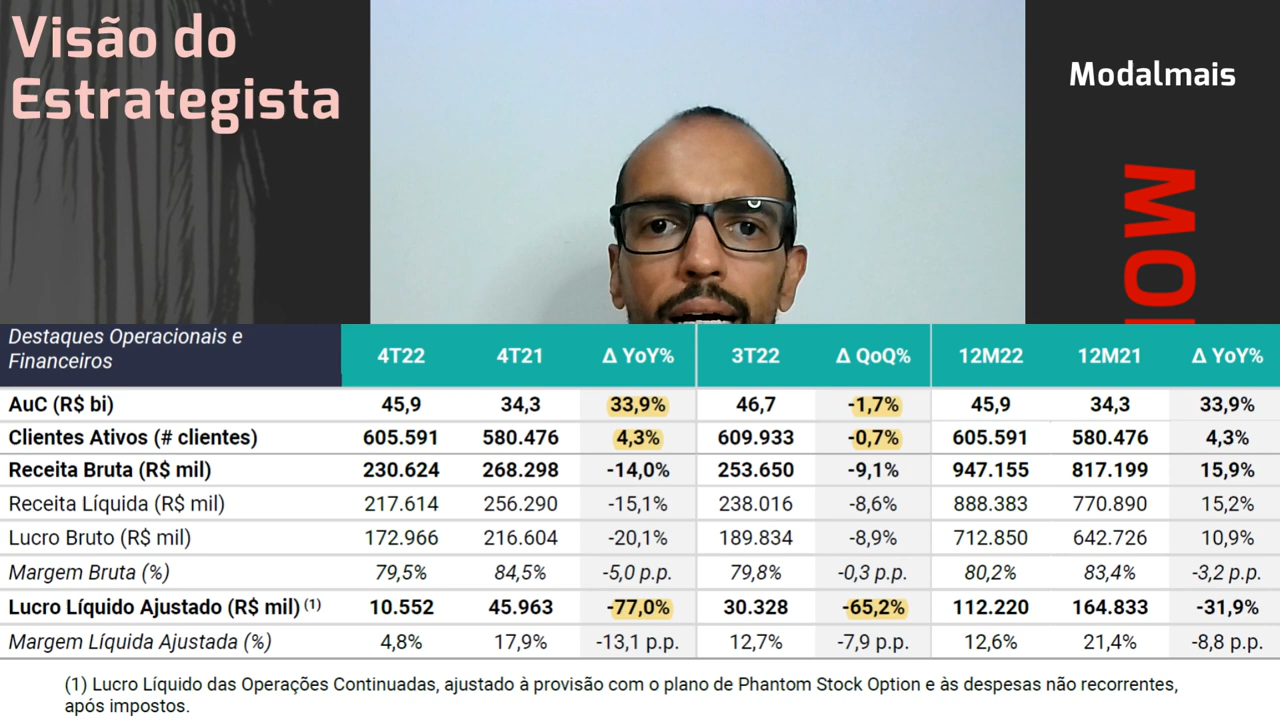 Visão do
Estrategista
Modalmais
Destaques Operacionais e
Financeiros
4T22 4T21 Δ YoY% 3T22 Δ QoQ% 12M22 12M21 Δ YoY%
AuC (R$ bi) 45,9 34,3 33,9% 46,7 -1,7% 45,9 34,3 33,9%
Clientes Ativos (# clientes) 605.591 580.476 4,3% 609.933 -0,7% 605.591 580.476 4,3%
Receita Bruta (R$ mil) 230.624 268.298 -14,0% 253.650 -9,1% 947.155 817.199 15,9%
Receita Líquida (R$ mil) 217.614 256.290 -15,1% 238.016 -8,6% 888.383 770.890 15,2%
Lucro Bruto (R$ mil) 172.966 216.604 -20,1% 189.834 -8,9% 712.850 642.726 10,9%
Margem Bruta (%) 79,5% 84,5% -5,0 p.p. 79,8% -0,3 p.p. 80,2% 83,4% -3,2 p.p.
Lucro Líquido Ajustado (R$ mil) (1) 10.552 45.963 -77,0% 30.328 -65,2% 112.220 164.833 -31,9%
Margem Líquida Ajustada (%) 4,8% 17,9% -13,1 p.p. 12,7% -7,9 p.p. 12,6% 21,4% -8,8 p.p.
(1) Lucro Líquido das Operações Continuadas, ajustado à provisão com o plano de Phantom Stock Option e às despesas não recorrentes,
após impostos.